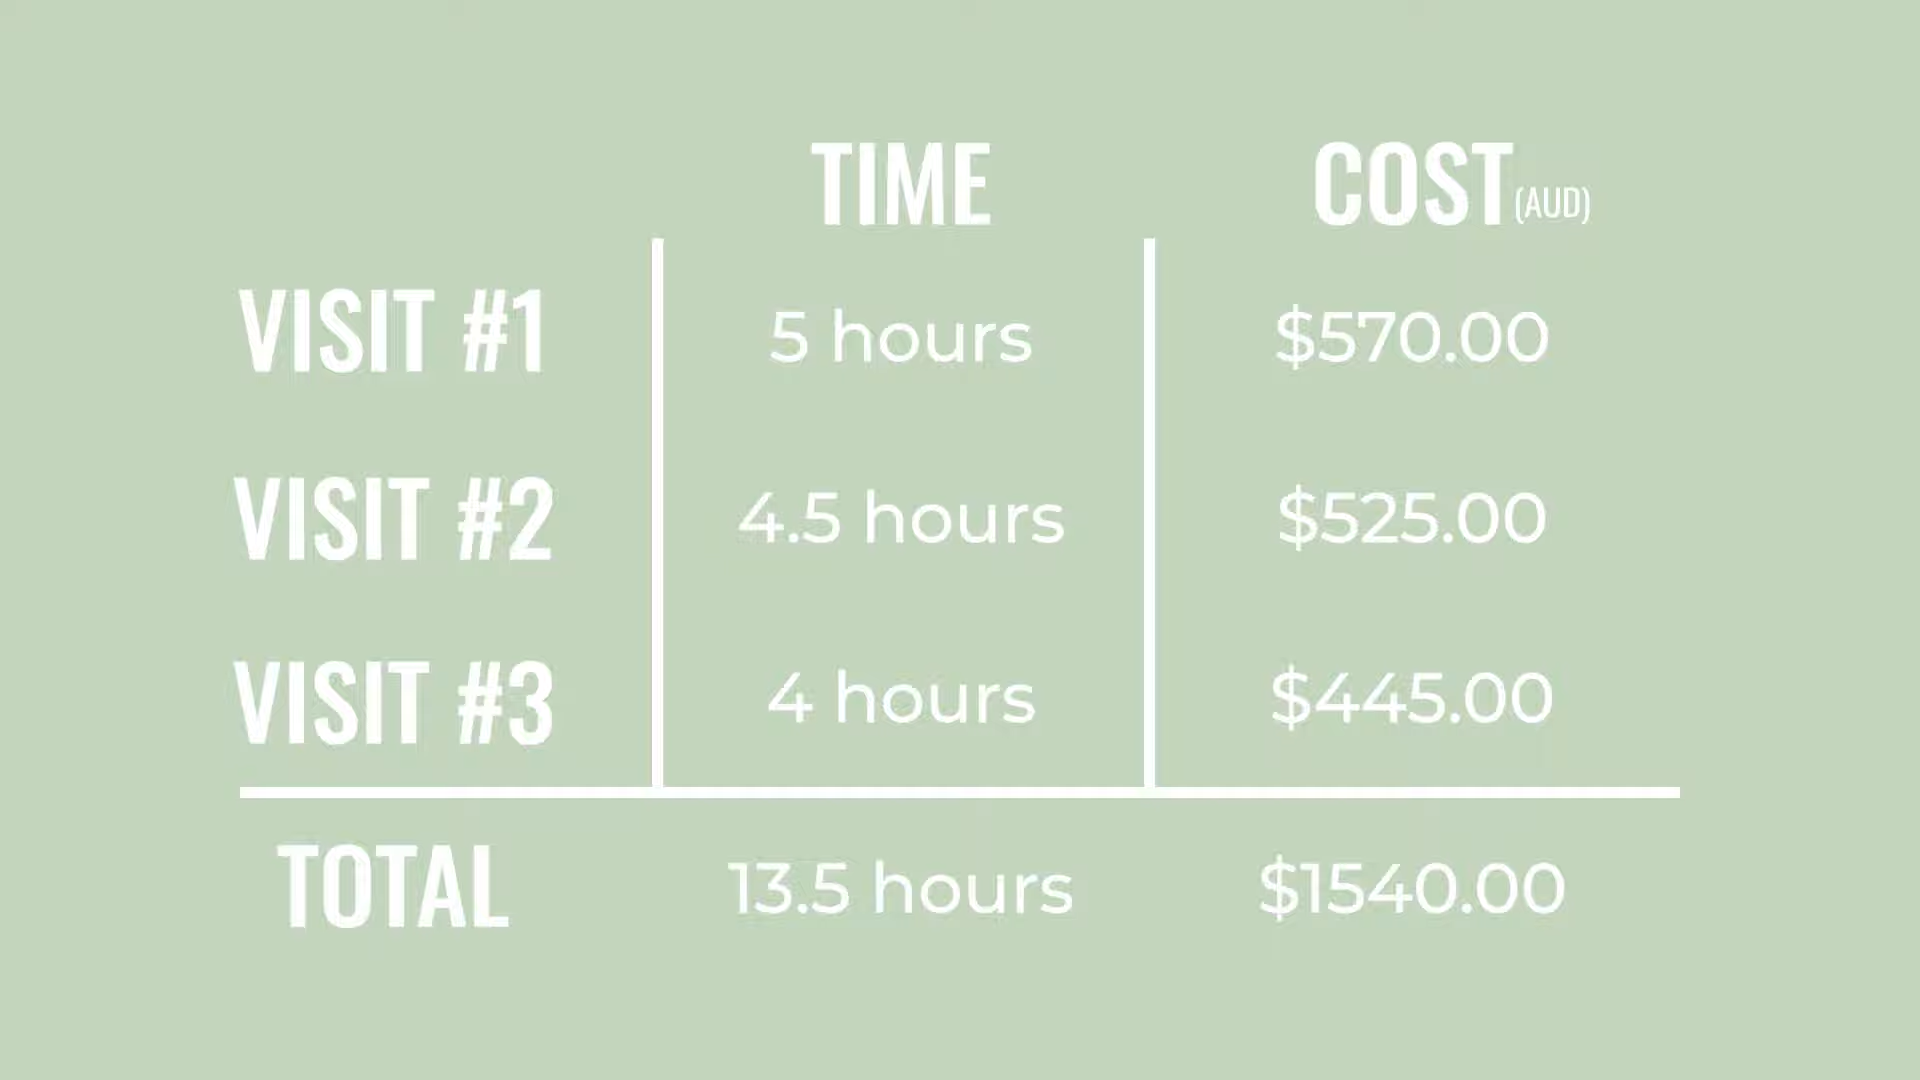 TIME COST(AUD)
VISIT #1 5 hours $570.00
VISIT #2 4.5 hours $525.00
VISIT #3 4 hours $445.00
TOTAL 13.5 hours $1540.00